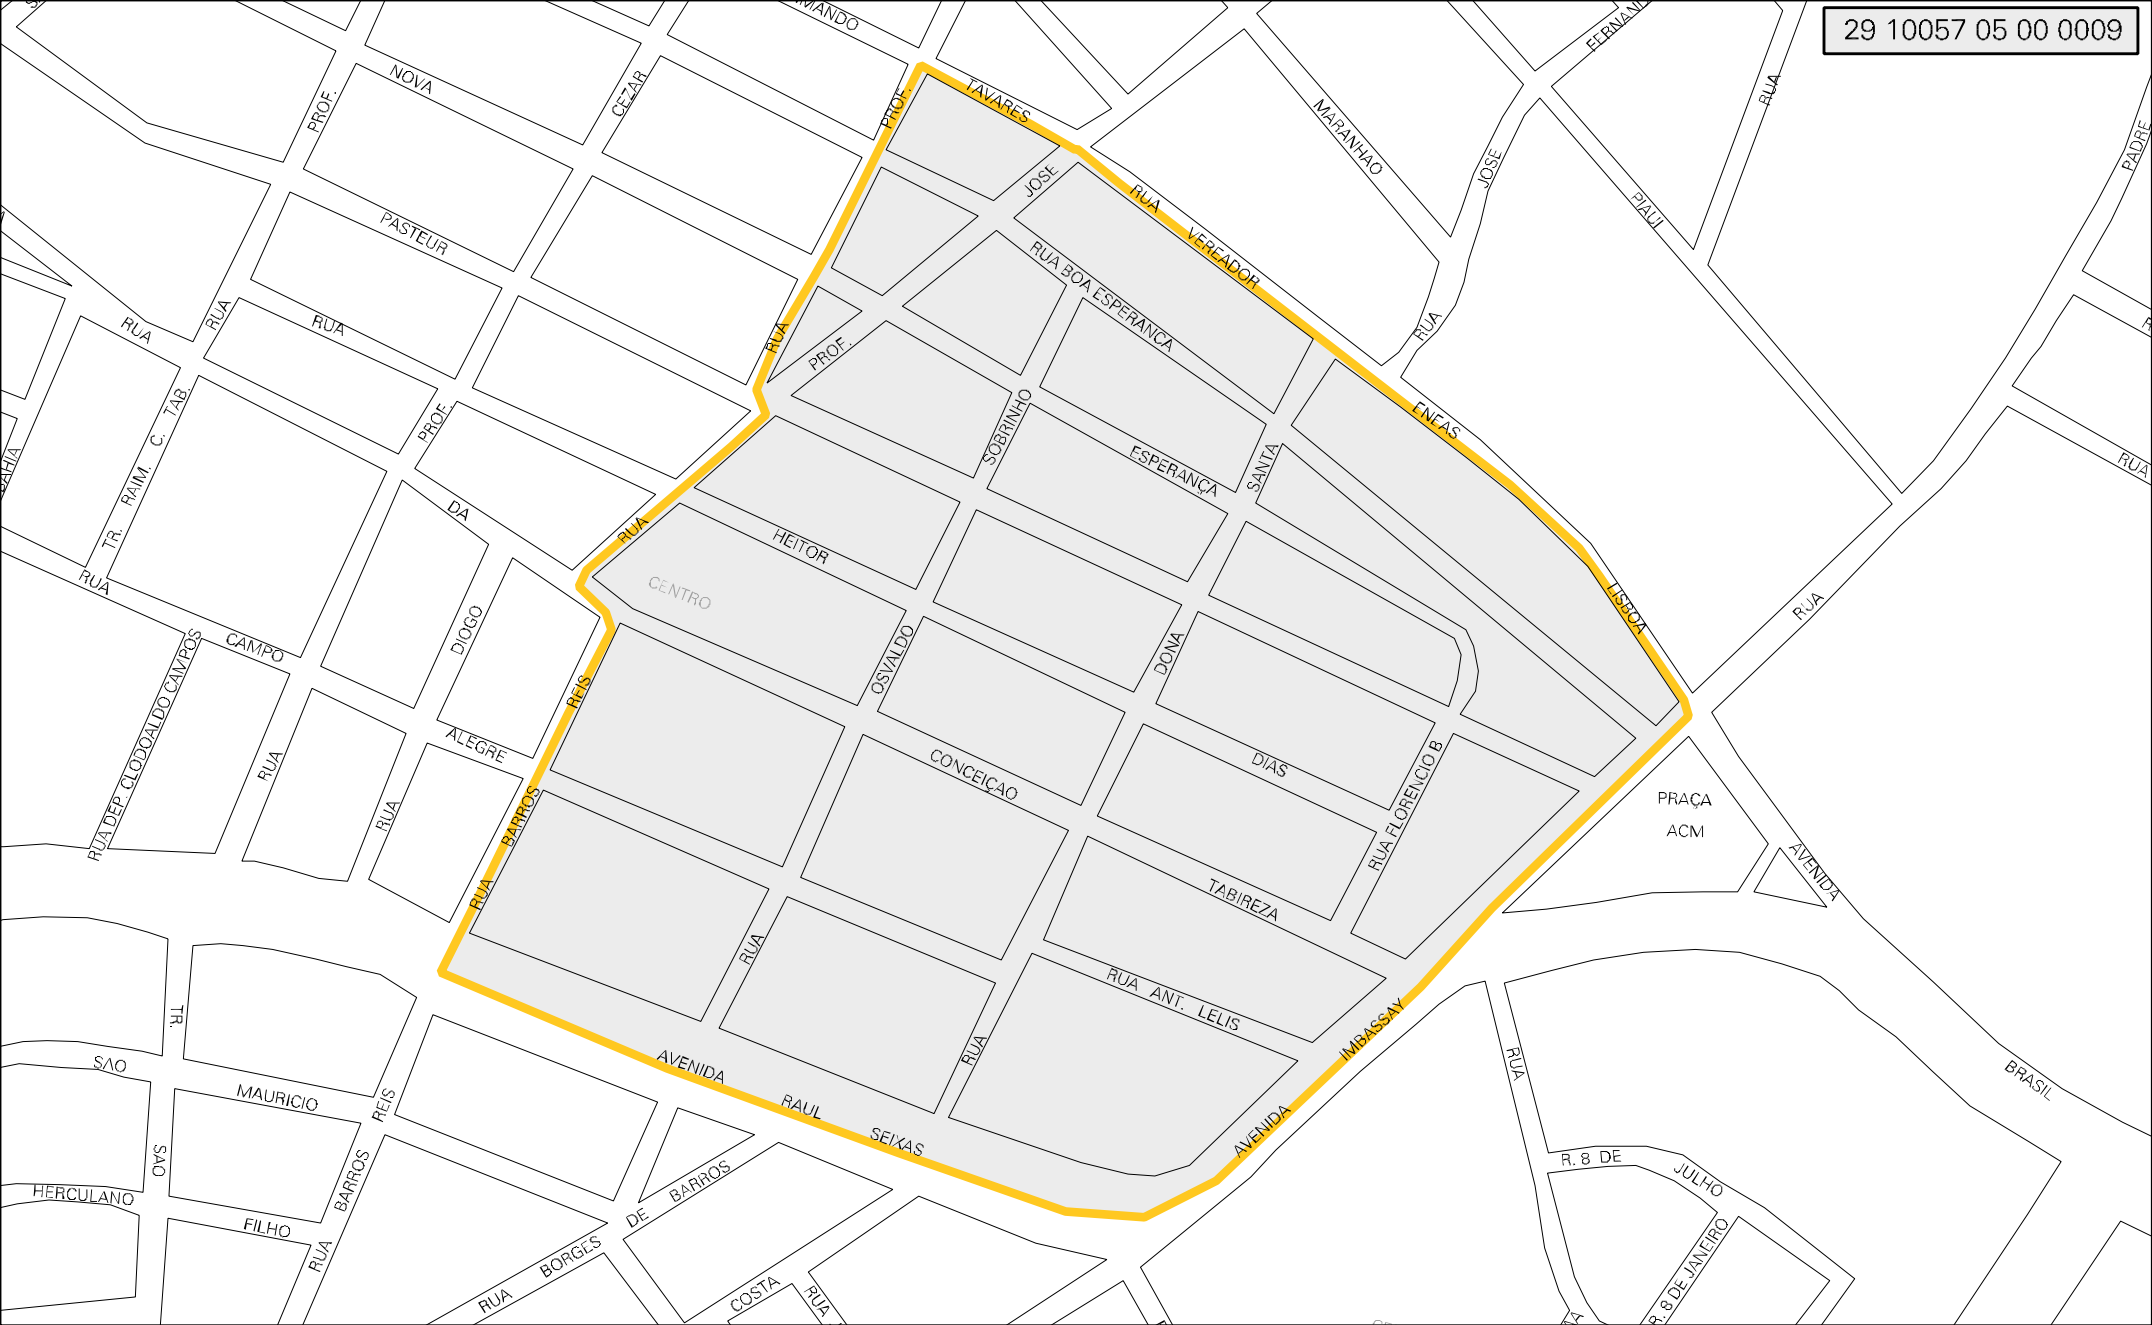 29 10057 05 00 0009
MANDO
NOVA
PROF.
CEZAR
PROF.
TAVARES
MARANHAO
JOSE
RUA
PADRE
PIAUI
RUA
VEREADOR
JOSE
PASTEUR
RUA BOA ESPERANCA
RUA
RUA
RUA
RUA
PROF.
RUA
ENEAS
SOBRINHO
ESPERANÇA
SANTA
PROF.
TAB.
C.
RAIM.
TR.
BAHIA
RUA
DA
RUA
HEITOR
CENTRO
RUA
CAMPO
DIOGO
OSVALDO
DONA
LISBOA
RUA
REIS
RUA DEP. CLODOALDO CAMPOS
RUA
ALEGRE
CONCEIÇAO
DIAS
RUA FLORENCIO B
PRAÇA
ACM
AVENIDA
RUA
BARROS
RUA
TABIREZA
RUA
RUA ANT. LELIS
TR.
SAO
MAURICIO
REIS
AVENIDA
RAUL
SEIXAS
RUA
IMBASSAY
AVENIDA
RUA
BRASIL
R. 8 DE
JULHO
SAO
HERCULANO
FILHO
BARROS
RUA
RUA
BORGES
DE
BARROS
COSTA
RUA
R. 8 DE JANEIRO